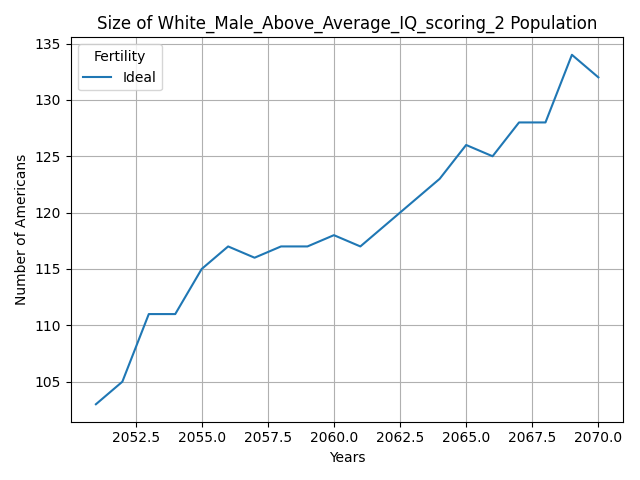 Size of White_Male_Above_Average_IQ_scoring_2 Population
Fertility
Ideal
Number of Americans
135
130
125
120
115
110
105
2052.5 2055.0 2057.5 2060.0 2062.5 2065.0 2067.5 2070.0
Years